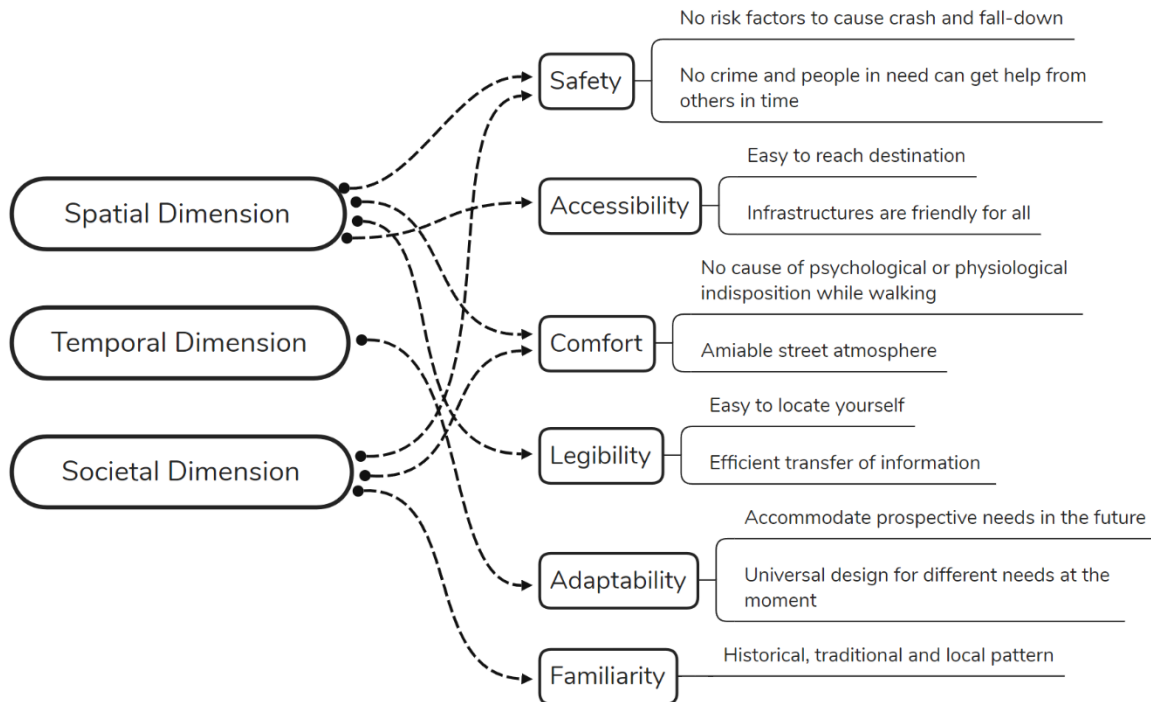 No risk factors to cause crash and fall-down
Safety
No crime and people in need can get help from
others in time
Easy to reach destination
Spatial Dimension
Accessibility
Infrastructures are friendly for all
No cause of psychological or physiological
indisposition while walking
Temporal Dimension
Comfort
Amiable street atmosphere
Easy to locate yourself
Societal Dimension
Legibility
Efficient transfer of information
Accommodate prospective needs in the future
Adaptability
Universal design for different needs at the
moment
Historical, traditional and local pattern
Familiarity